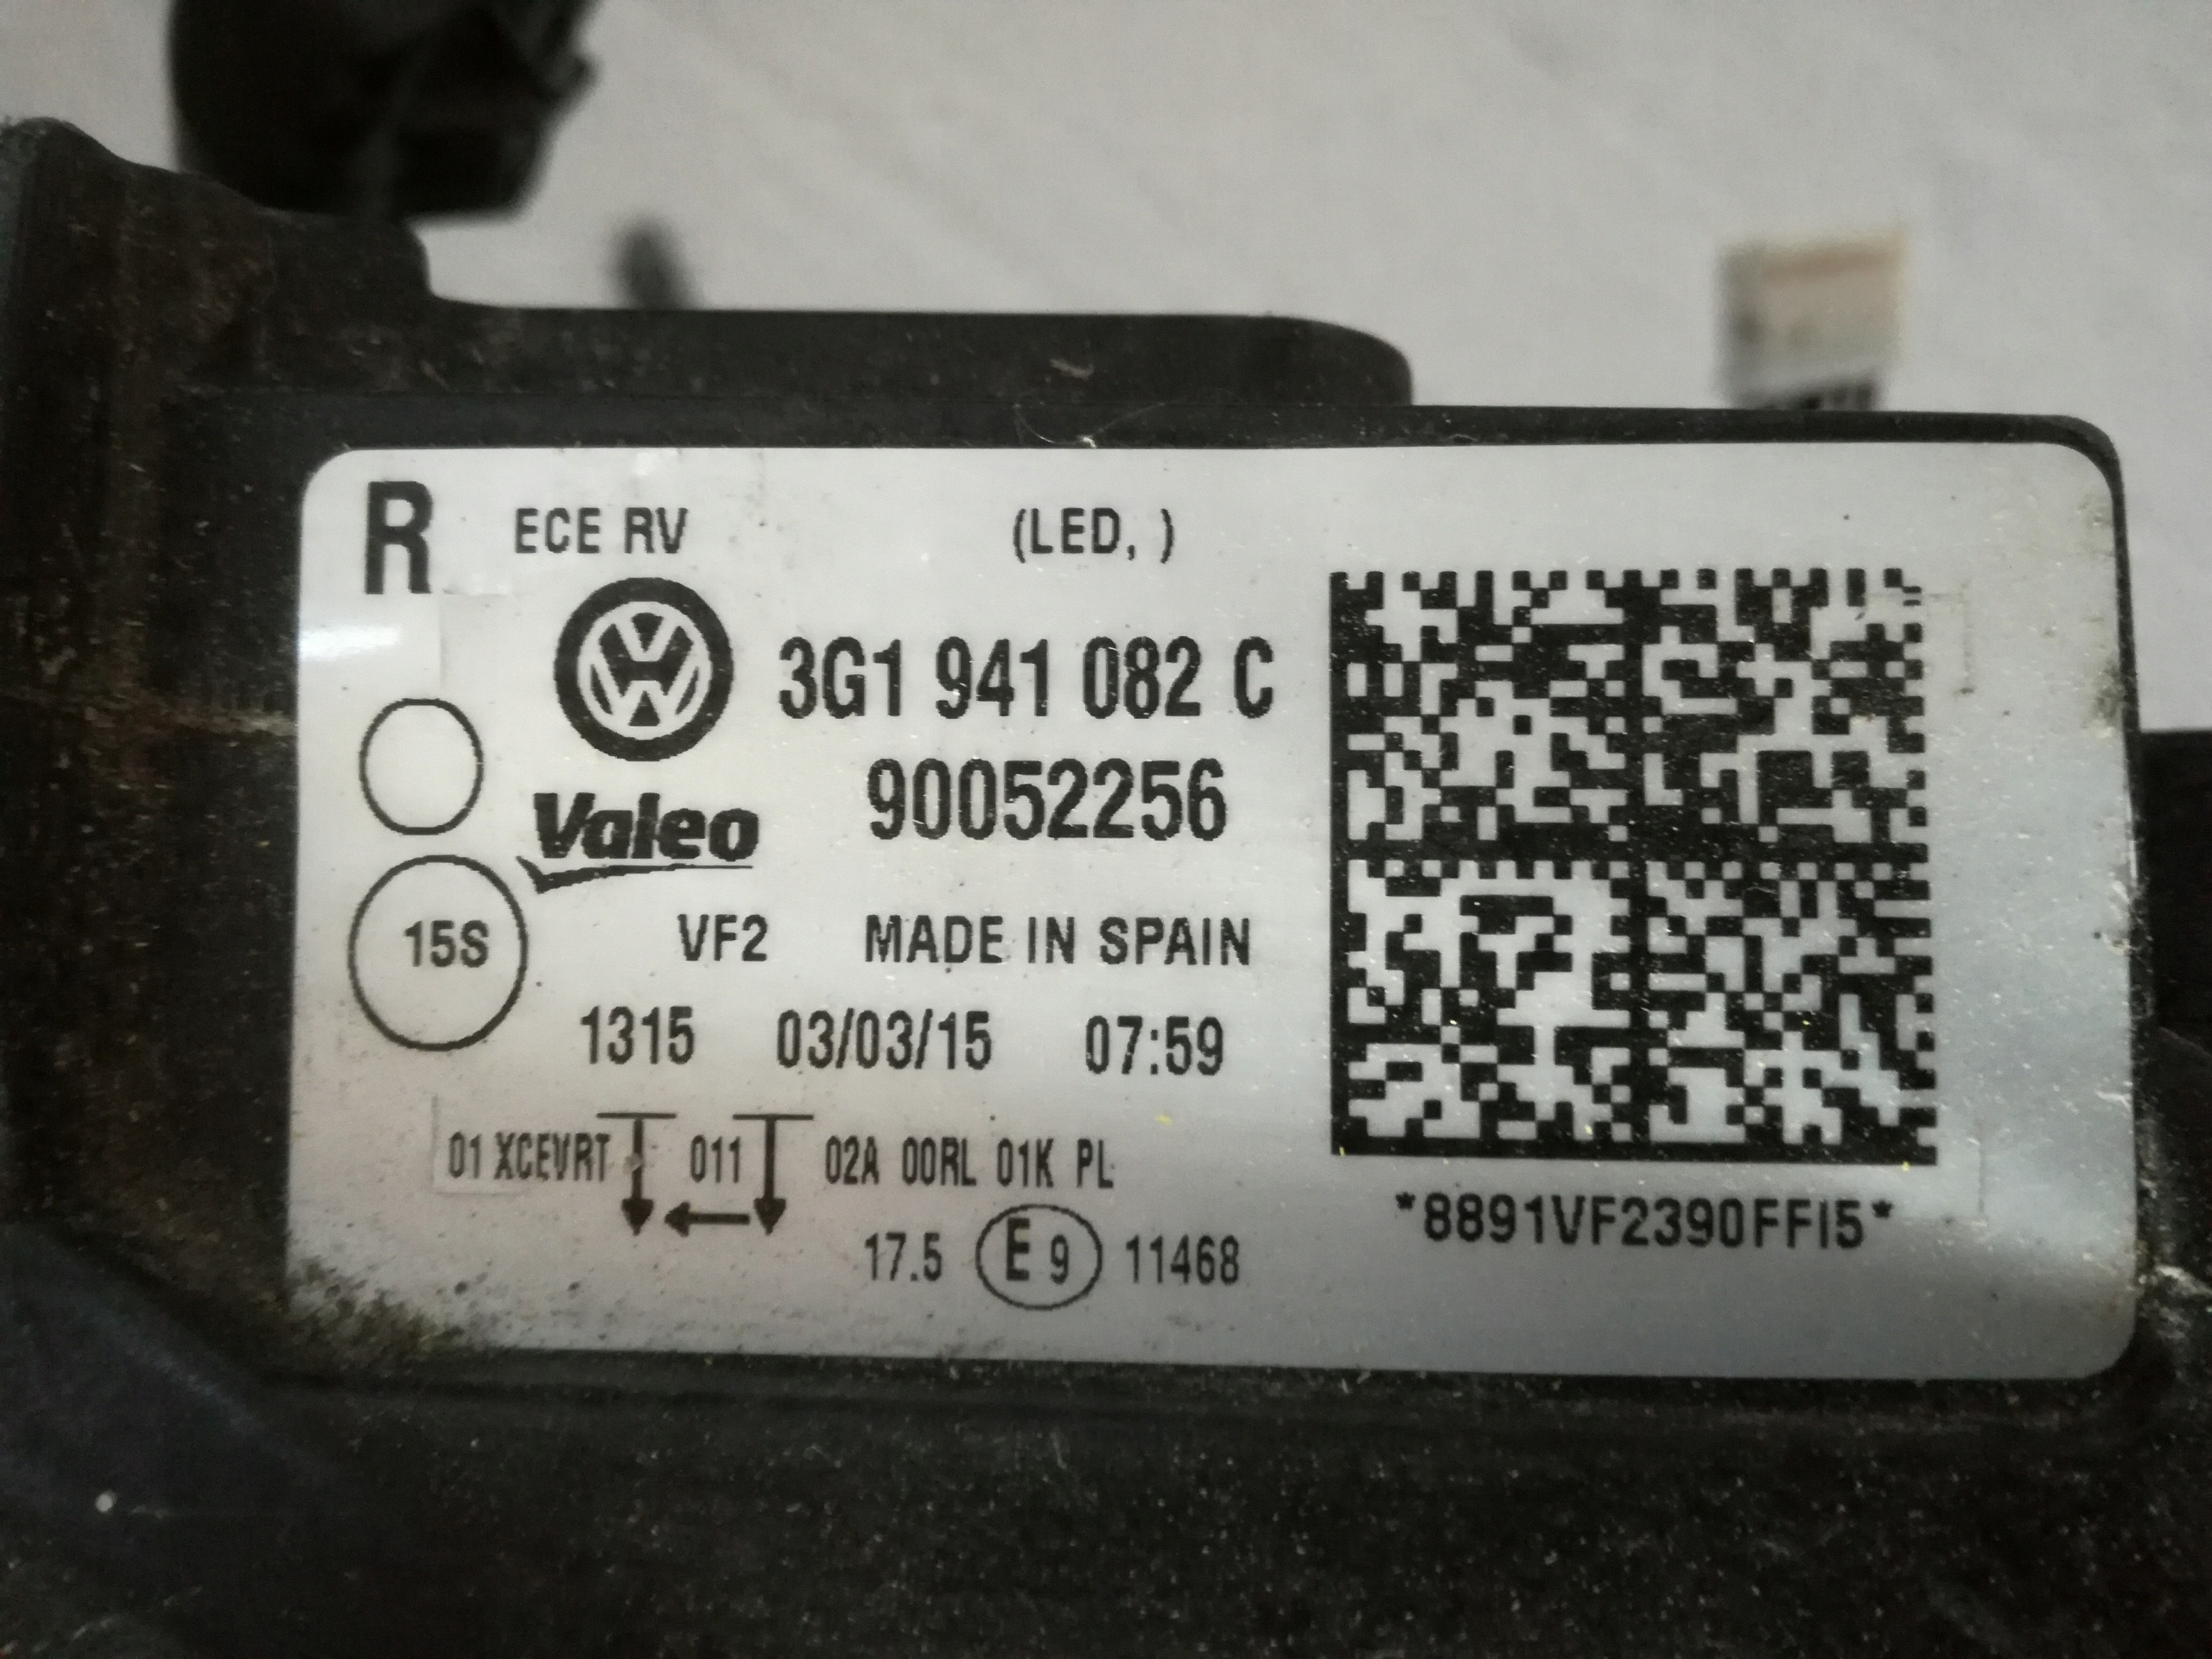 R ECE RV (LED, )
3G1 941 082 C
Valeo 90052256
15S VF2 MADE IN SPAIN
1315 03/03/15 07:59
01 XCEVRT 011 02A 00RL 01K PL
17.5 E 9 11468
*8891VF2390FFI5*